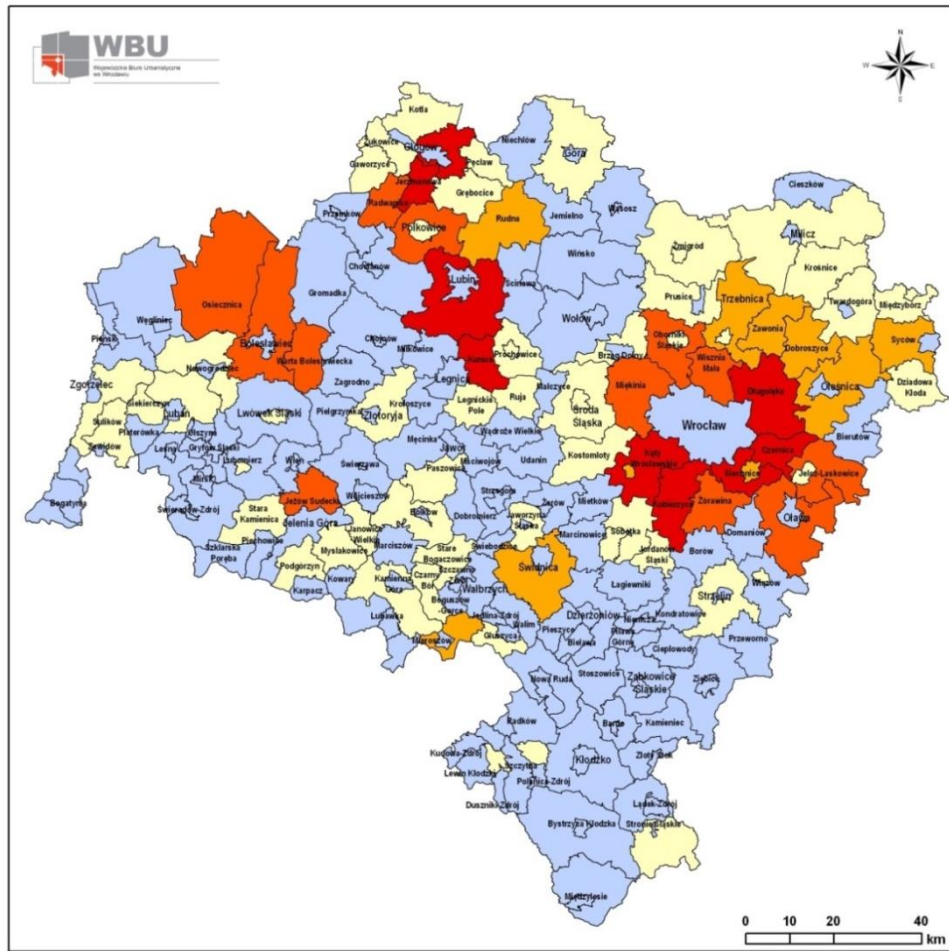 WBU
Wojewódzkie Biuro Urbanistyczne
we Wrocławiu
N
W
E
S
Kotla
Żukowice
Głogów
Niechlów
Góra
Gaworzyce
Pęcław
Jerzmanowa
Grębocice
Radwanice
Przemków
Polkowice
Rudna
Jemielno
Wąsosz
Cieszków
Milicz
Żmigród
Krośnice
Wińsko
Chocianów
Lubin
Ścinawa
Prusice
Trzebnica
Twardogóra
Międzybórz
Osiecznica
Gromadka
Wołów
Zawonia
Dobroszyce
Syców
Węgliniec
Pieńsk
Bolesławiec
Warta Bolesławiecka
Chojnów
Miłkowice
Kunice
Prochowice
Brzeg Dolny
Oborniki
Śląskie
Wisznia
Mała
Dziadowa
Kłoda
Nowogrodziec
Zgorzelec
Zagrodno
Legnica
Malczyce
Miękinia
Długołęka
Oleśnica
Siekierczyn
Lubań
Lwówek Śląski
Pielgrzymka
Złotoryja
Krotoszyce
Legnickie
Pole
Ruja
Środa
Śląska
Wrocław
Bierutów
Sulików
Zawidów
Platerówka
Olszyna
Leśna
Gryfów Śląski
Lubomierz
Wleń
Świerzawa
Męcinka
Jawor
Wądroże Wielkie
Mściwojów
Udanin
Kostomłoty
Kąty
Wrocławskie
Siechnice
Czernica
Jelcz-Laskowice
Bogatynia
Mirsk
Świeradów-Zdrój
Jeżów Sudecki
Wojcieszów
Paszowice
Strzegom
Żarów
Mietków
Kobierzyce
Żórawina
Oława
Stara
Kamienica
Jelenia Góra
Bolków
Dobromierz
Jaworzyna
Śląska
Sobótka
Domaniów
Szklarska
Poręba
Piechowice
Janowice
Wielkie
Marciszów
Świebodzice
Marcinowice
Jordanów
Śląski
Borów
Podgórzyn
Mysłakowice
Stare
Bogaczowice
Szczawno
Zdrój
Świdnica
Łagiewniki
Strzelin
Wiązów
Karpacz
Kowary
Kamienna
Góra
Czarny
Bór
Wałbrzych
Boguszów
-Gorce
Lubawka
Jedlina-Zdrój
Walim
Dzierżoniów
Niemcza
Kondratowice
Mieroszów
Głuszyca
Pieszyce
Bielawa
Piława
Górna
Ciepłowody
Przeworno
Nowa Ruda
Stoszowice
Ząbkowice
Śląskie
Ziębice
Radków
Bardo
Kamieniec
Kudowa-Zdrój
Szczytna
Kłodzko
Złoty Stok
Lewin Kłodzki
Polanica-Zdrój
Duszniki-Zdrój
Lądek-Zdrój
Bystrzyca Kłodzka
Stronie Śląskie
Międzylesie
0 10 20 40
km